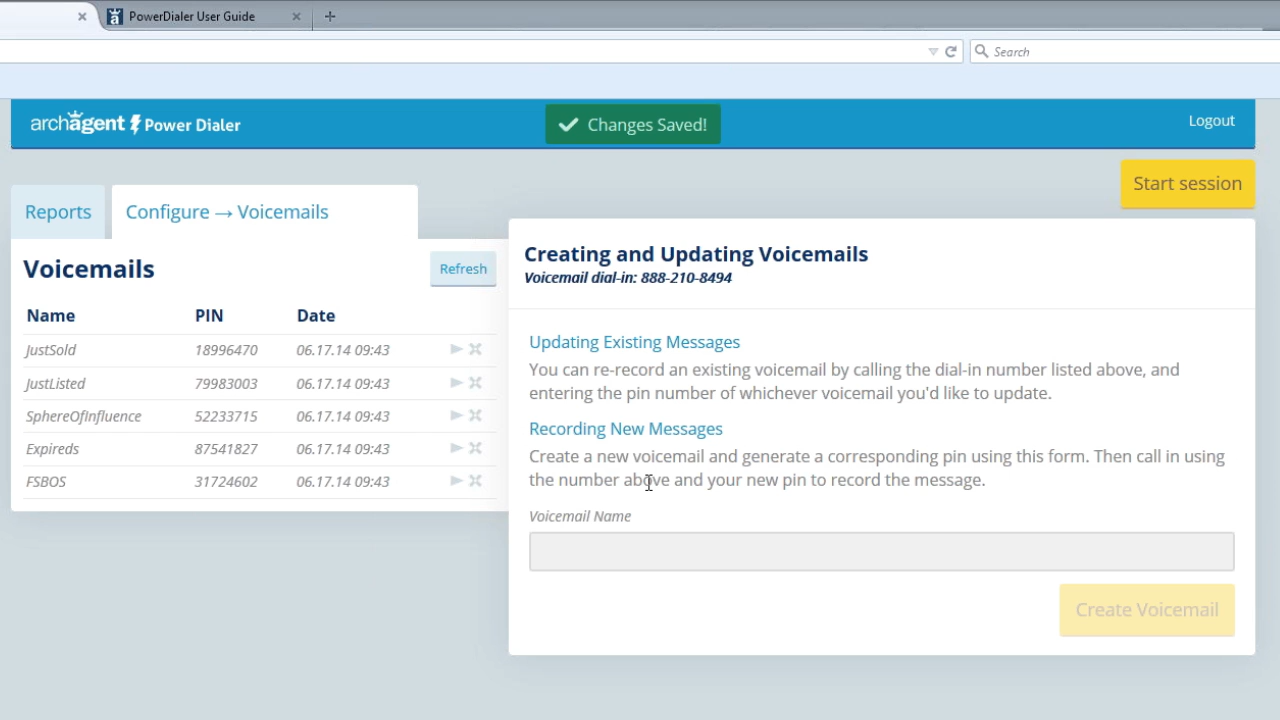 PowerDialer User Guide
Search
archagent Power Dialer
Changes Saved!
Logout
Start session
Reports
Configure → Voicemails
Voicemails
Refresh
Name PIN Date
JustSold 18996470 06.17.14 09:43
JustListed 79983003 06.17.14 09:43
SphereOfInfluence 52233715 06.17.14 09:43
Expireds 87541827 06.17.14 09:43
FSBOS 31724602 06.17.14 09:43
Creating and Updating Voicemails
Voicemail dial-in: 888-210-8494
Updating Existing Messages
You can re-record an existing voicemail by calling the dial-in number listed above, and
entering the pin number of whichever voicemail you'd like to update.
Recording New Messages
Create a new voicemail and generate a corresponding pin using this form. Then call in using
the number above and your new pin to record the message.
Voicemail Name
Create Voicemail